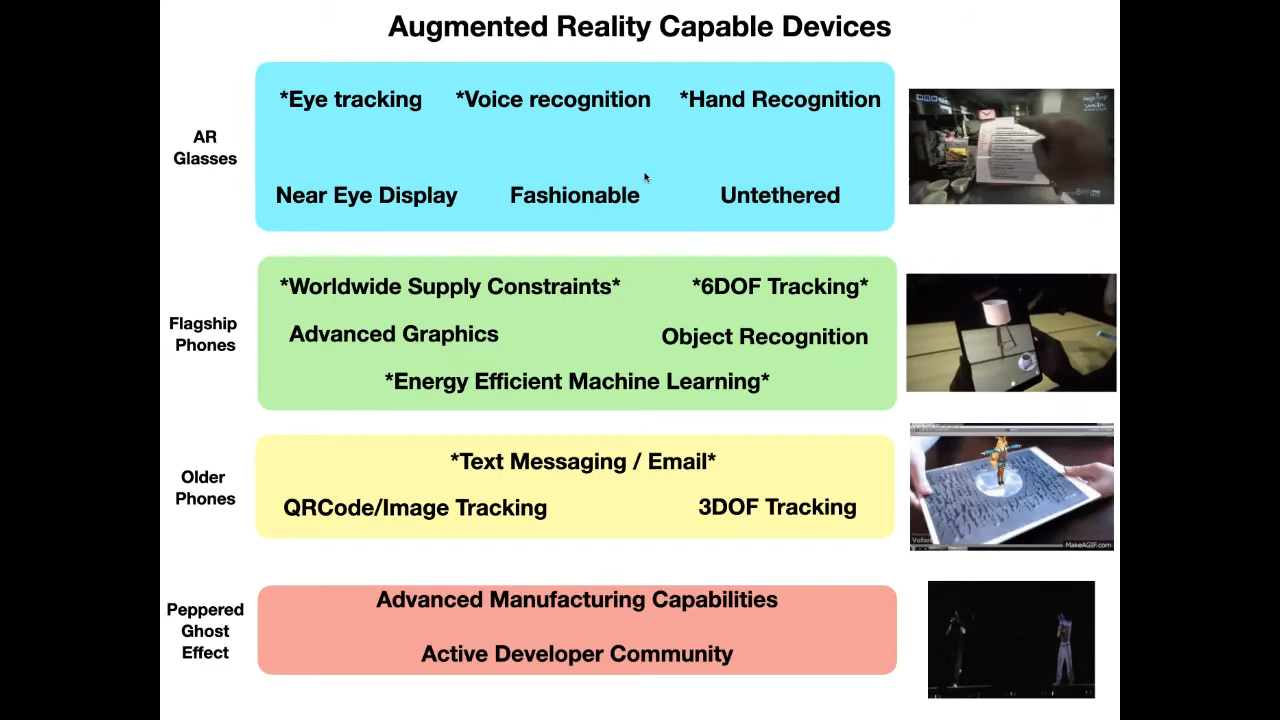 Augmented Reality Capable Devices
AR
Glasses
*Eye tracking
*Voice recognition
*Hand Recognition
Near Eye Display
Fashionable
Untethered
Flagship
Phones
*Worldwide Supply Constraints*
*6DOF Tracking*
Advanced Graphics
Object Recognition
*Energy Efficient Machine Learning*
Older
Phones
*Text Messaging / Email*
QRCode/Image Tracking
3DOF Tracking
MakeAGIF.com
Peppered
Ghost
Effect
Advanced Manufacturing Capabilities
Active Developer Community